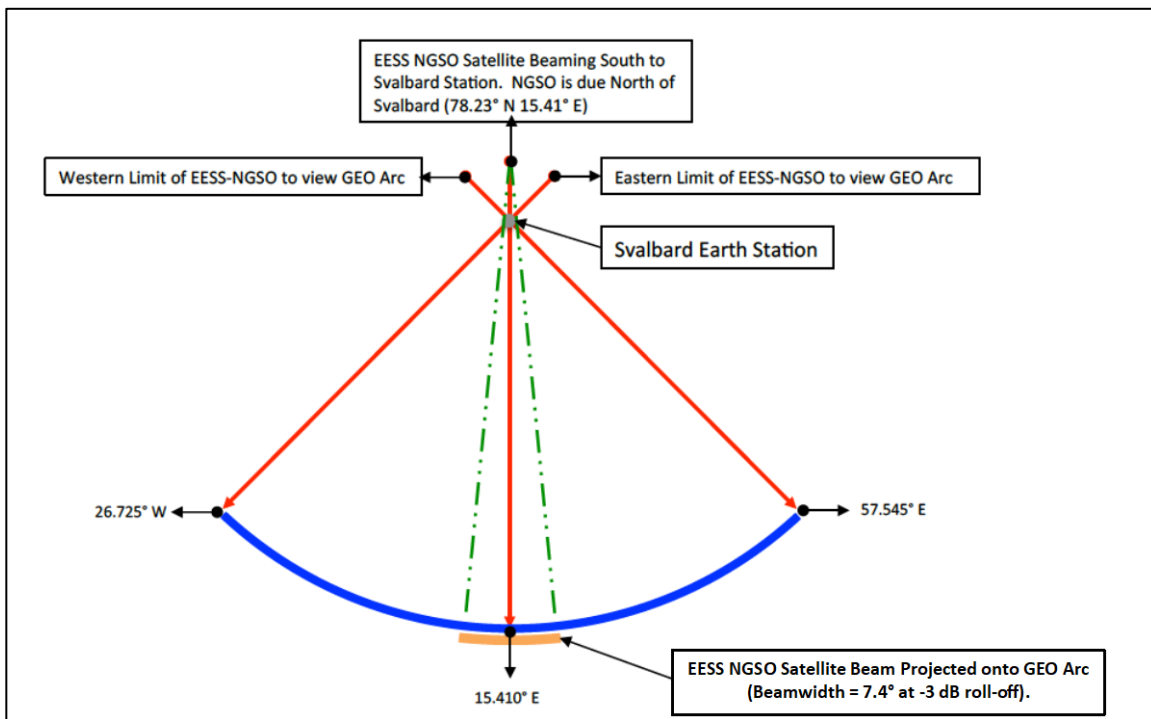 EESS NGSO Satellite Beaming South to
Svalbard Station.  NGSO is due North of
Svalbard (78.23° N 15.41° E)
Western Limit of EESS-NGSO to view GEO Arc
Eastern Limit of EESS-NGSO to view GEO Arc
Svalbard Earth Station
26.725° W
57.545° E
EESS NGSO Satellite Beam Projected onto GEO Arc
(Beamwidth = 7.4° at -3 dB roll-off).
15.410° E